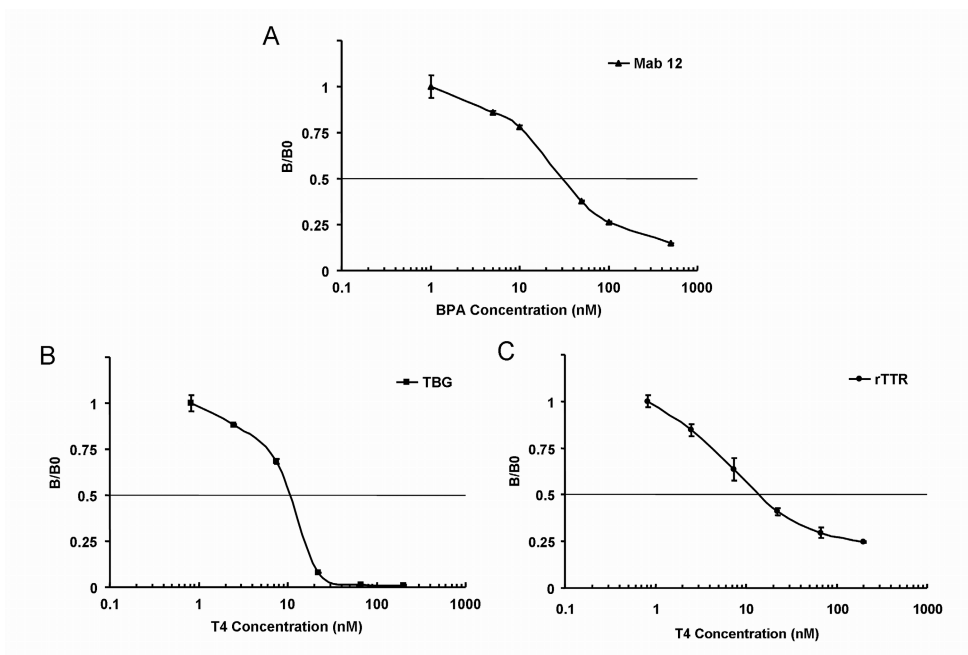 A
Mab 12
1
0.75
0.5
0.25
0
B/B0
0.1 1 10 100 1000
BPA Concentration (nM)
B
TBG
1
0.75
0.5
0.25
0
B/B0
0.1 1 10 100 1000
T4 Concentration (nM)
C
rTTR
1
0.75
0.5
0.25
0
B/B0
0.1 1 10 100 1000
T4 Concentration (nM)